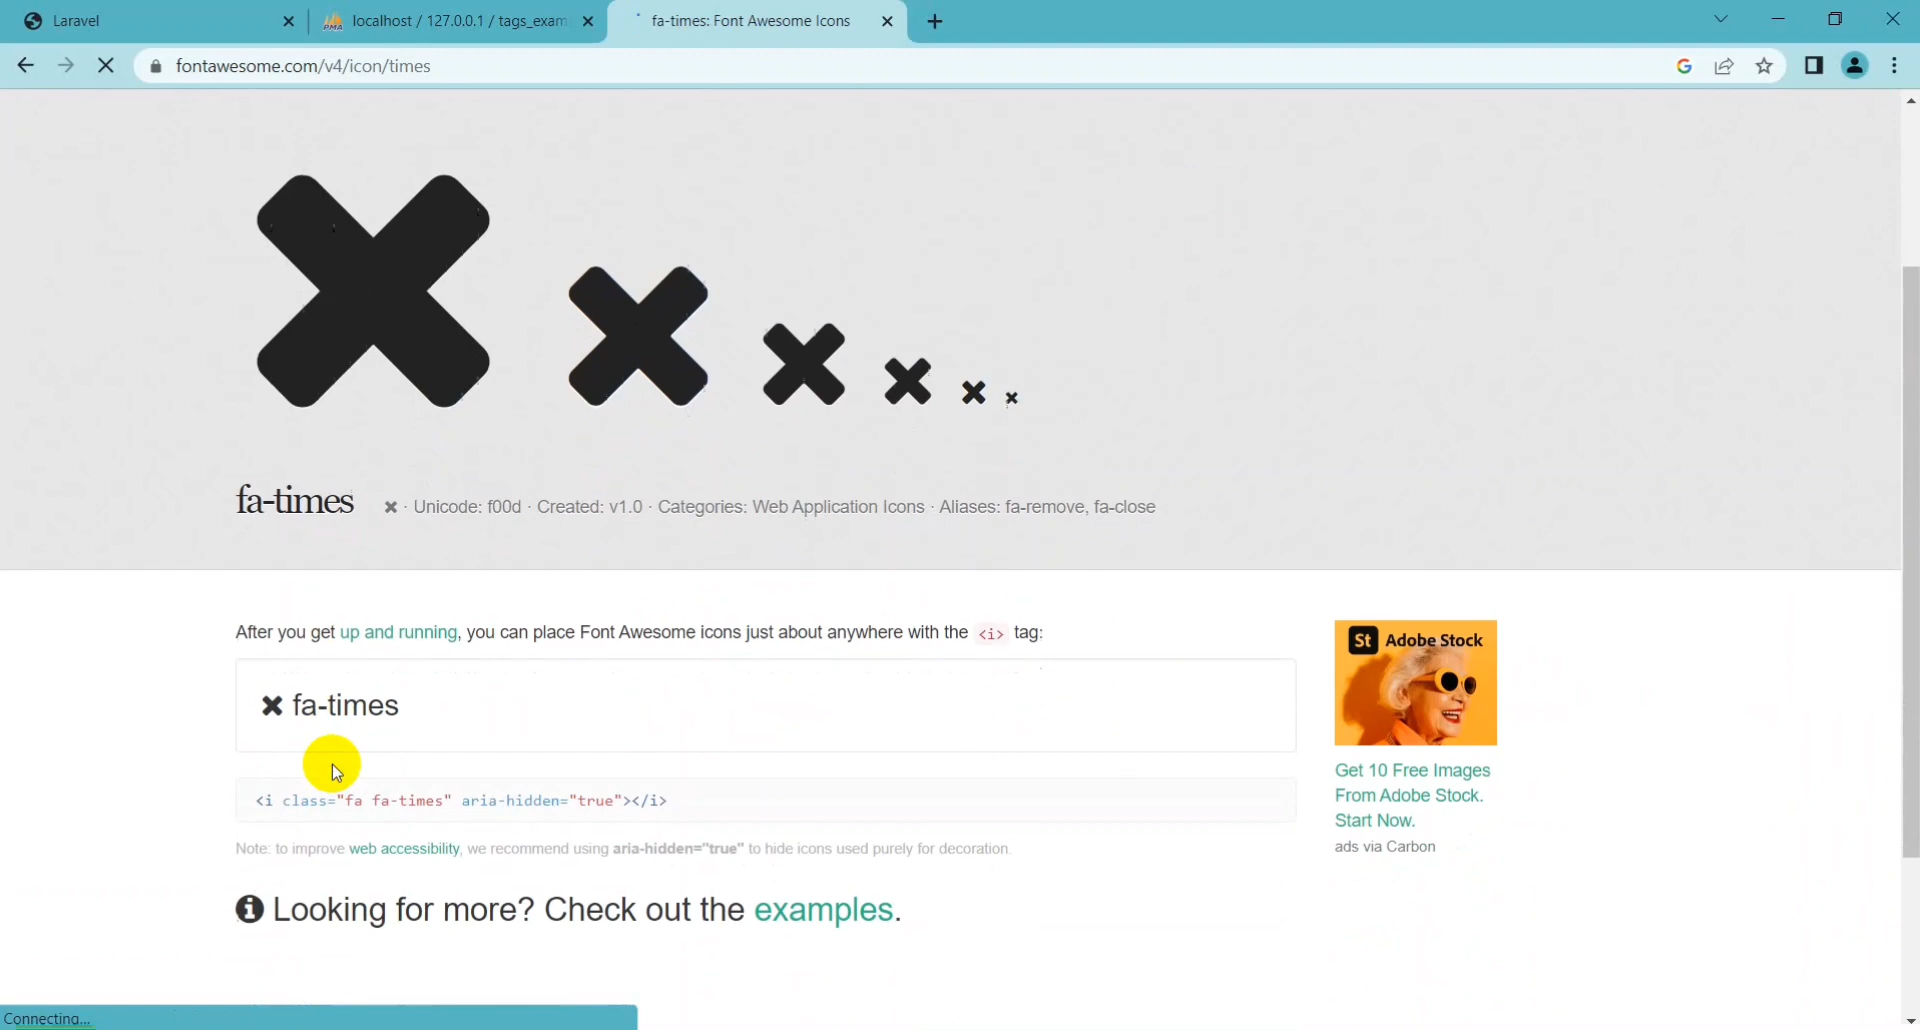 Laravel
localhost / 127.0.0.1 / tags_exam
fa-times: Font Awesome Icons
fontawesome.com/v4/icon/times
fa-times · Unicode: f00d · Created: v1.0 · Categories: Web Application Icons · Aliases: fa-remove, fa-close
After you get up and running, you can place Font Awesome icons just about anywhere with the <i> tag:
fa-times
<i class="fa fa-times" aria-hidden="true"></i>
Note: to improve web accessibility, we recommend using aria-hidden="true" to hide icons used purely for decoration.
St Adobe Stock
Get 10 Free Images
From Adobe Stock.
Start Now.
ads via Carbon
Looking for more? Check out the examples.
Connecting...